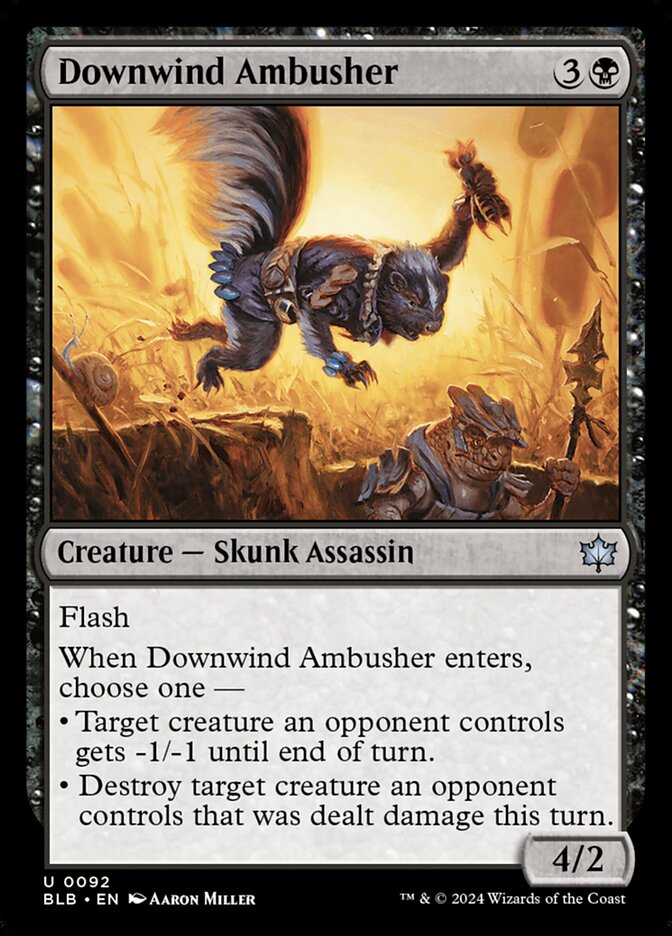 Downwind Ambusher 3
Creature — Skunk Assassin
Flash
When Downwind Ambusher enters,
choose one —
• Target creature an opponent controls
gets -1/-1 until end of turn.
• Destroy target creature an opponent
controls that was dealt damage this turn.
4/2
U 0092
BLB • EN Aaron Miller ™ & © 2024 Wizards of the Coast